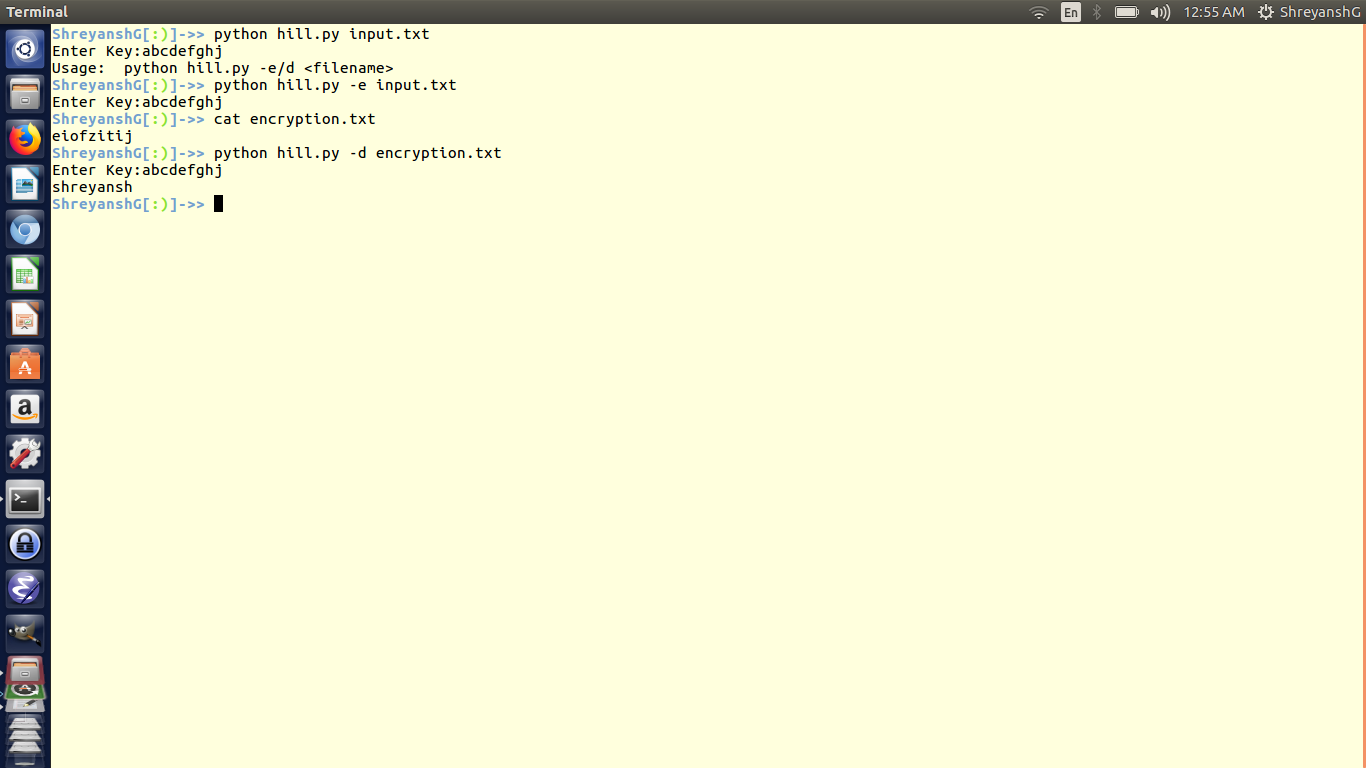 Terminal
En
12:55 AM
ShreyanshG
ShreyanshG[:)]->> python hill.py input.txt
Enter Key:abcdefghj
Usage:  python hill.py -e/d <filename>
ShreyanshG[:)]->> python hill.py -e input.txt
Enter Key:abcdefghj
ShreyanshG[:)]->> cat encryption.txt
eiofzitij
ShreyanshG[:)]->> python hill.py -d encryption.txt
Enter Key:abcdefghj
shreyansh
ShreyanshG[:)]->>